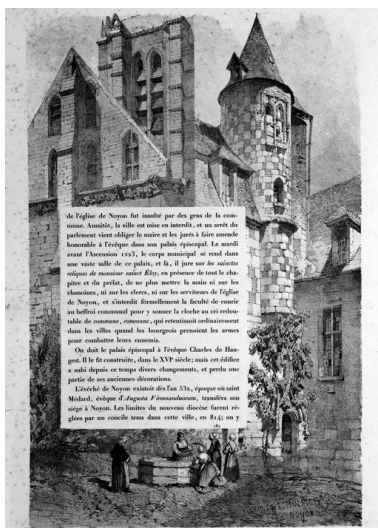 de l'église de Noyon fut insulté par des gens de la com-
mune. Aussitôt, la ville est mise en interdit, et un arrêt du
parlement vient obliger le maire et les jurés à faire amende
honorable à l'évêque dans son palais épiscopal. Le mardi
avant l'Ascension 1223, le corps municipal se rend dans
une vaste salle de ce palais, et là, il jure sur les sainctes
reliques de monsieur sainct Éloy, en présence de tout le cha-
pitre et du prélat, de ne plus mettre la main ni sur les
chanoines, ni sur les clercs, ni sur les serviteurs de l'église
de Noyon, et s'interdit formellement la faculté de courir
au beffroi communal pour y sonner la cloche au cri redou-
table de commune, commune, qui retentissoit ordinairement
dans les villes quand les bourgeois prenoient les armes
pour combattre leurs ennemis.
On doit le palais épiscopal à l'évêque Charles de Han-
gest. Il le fit construire, dans le XVIe siècle; mais cet édifice
a subi depuis ce temps divers changements, et perdu une
partie de ses anciennes décorations.
L'évêché de Noyon existoit dès l'an 532, époque où saint
Médard, évêque d'Augusta Viromanduorum, transféra son
siège à Noyon. Les limites du nouveau diocèse furent ré-
glées par un concile tenu dans cette ville, en 814; on y
NOYON